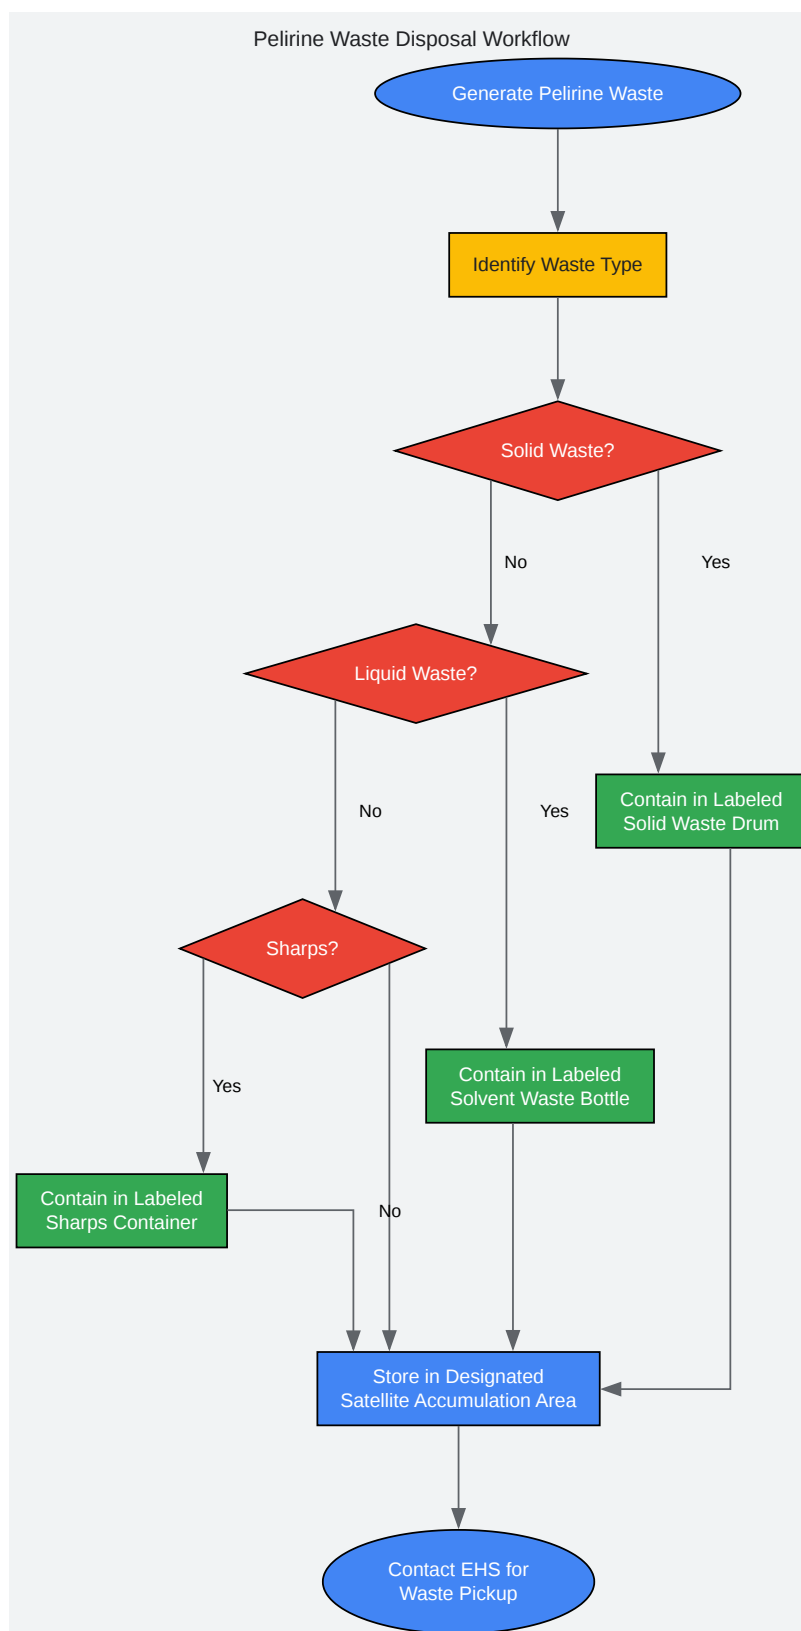 Pelirine Waste Disposal Workflow
Generate Pelirine Waste
Identify Waste Type
Solid Waste?
No
Yes
Liquid Waste?
No
Yes
Contain in Labeled
Solid Waste Drum
Sharps?
Yes
No
Contain in Labeled
Solvent Waste Bottle
Contain in Labeled
Sharps Container
Store in Designated
Satellite Accumulation Area
Contact EHS for
Waste Pickup